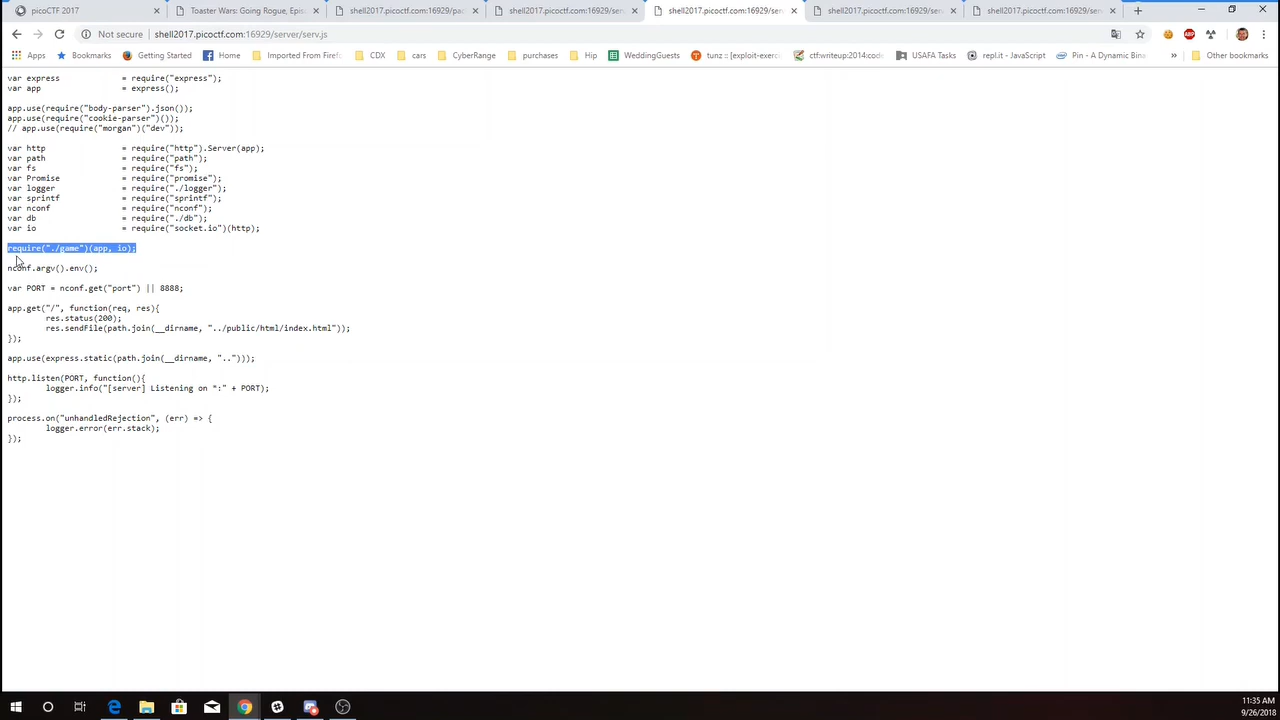 picoCTF 2017
Toaster Wars: Going Rogue, Epis
shell2017.picoctf.com:16929/pa
shell2017.picoctf.com:16929/ser
shell2017.picoctf.com:16929/ser
shell2017.picoctf.com:16929/ser
shell2017.picoctf.com:16929/ser
Not secure
shell2017.picoctf.com:16929/server/serv.js
Apps
Bookmarks
Getting Started
Home
Imported From Firef
CDX
cars
CyberRange
purchases
Hip
WeddingGuests
tunz :: [exploit-exerc
ctf:writeup:2014:code
USAFA Tools
repl.it - JavaScript
Pin - A Dynamic Bina
»
Other bookmarks
var express = require("express");
var app = express();
app.use(require("body-parser").json());
app.use(require("cookie-parser")());
// app.use(require("morgan")("dev"));
var http = require("http").Server(app);
var path = require("path");
var fs = require("fs");
var Promise = require("promise");
var logger = require("./logger");
var sprintf = require("sprintf");
var nconf = require("nconf");
var db = require("./db");
var io = require("socket.io")(http);
require("./game")(app, io);
nconf.argv().env();
var PORT = nconf.get("port") || 8888;
app.get("/", function(req, res){
res.status(200);
res.sendFile(path.join(__dirname, "../public/html/index.html"));
});
app.use(express.static(path.join(__dirname, "..")));
http.listen(PORT, function(){
logger.info("[server] Listening on *:" + PORT);
});
process.on("unhandledRejection", (err) => {
logger.error(err.stack);
});
11:35 AM
9/26/2018